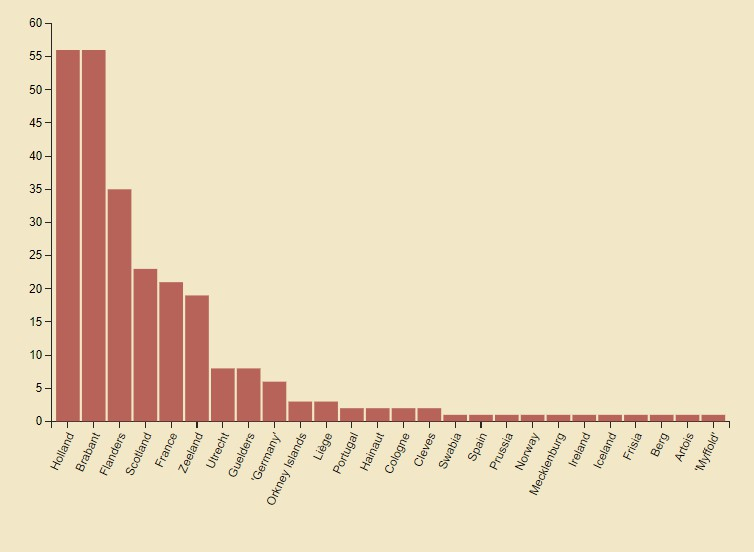 60
55
50
45
40
35
30
25
20
15
10
5
0
Holland
Brabant
Flanders
Scotland
France
Zeeland
Utrecht
Guelders
'Germany'
Orkney Islands
Liège
Portugal
Hainaut
Cologne
Cleves
Swabia
Spain
Prussia
Norway
Mecklenburg
Ireland
Iceland
Frisia
Berg
Artois
'Myffold'